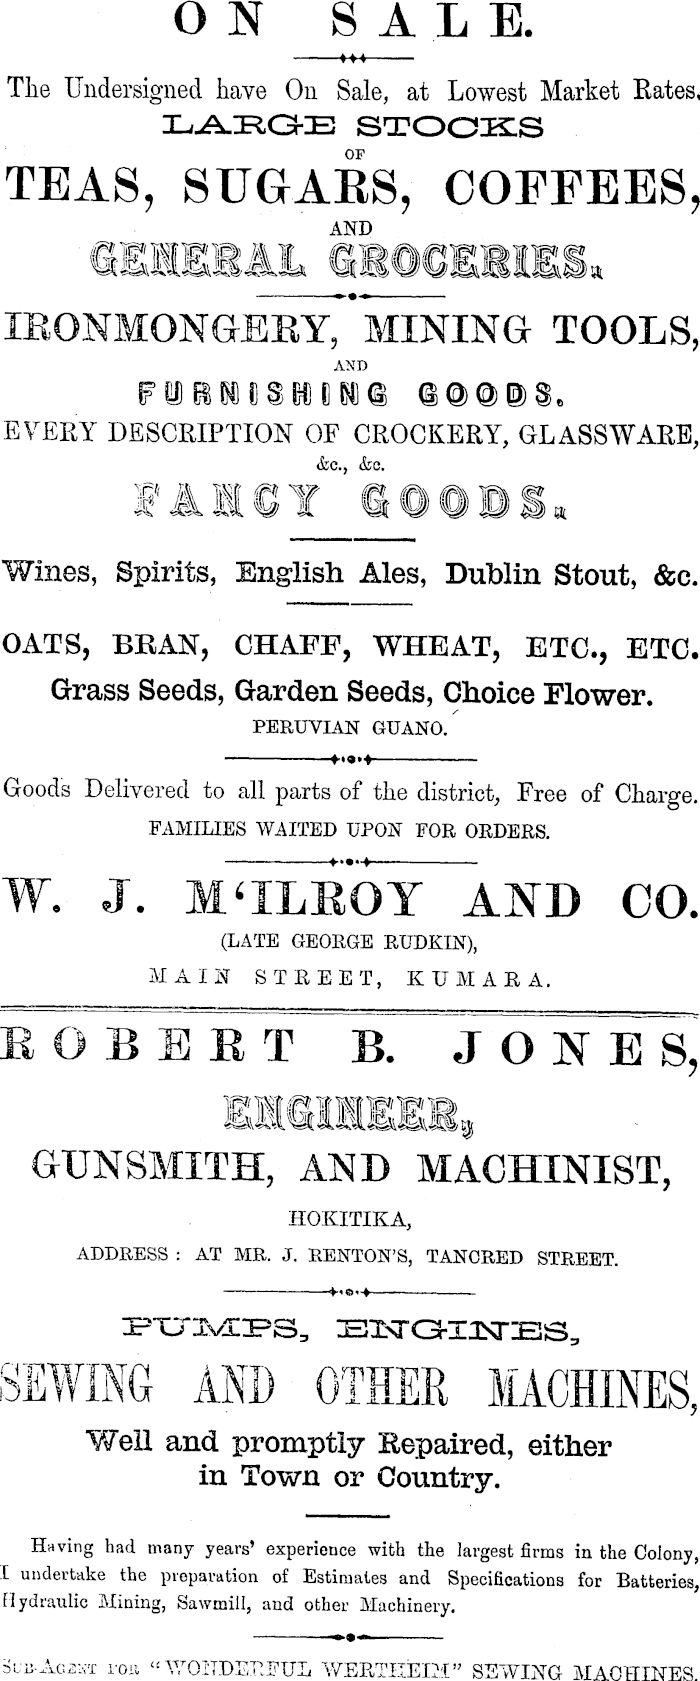 ON SALE.
The Undersigned have On Sale, at Lowest Market Rates,
LARGE STOCKS
OF
TEAS, SUGARS, COFFEES,
AND
GENERAL GROCERIES.
IRONMONGERY, MINING TOOLS,
AND
FURNISHING GOODS.
EVERY DESCRIPTION OF CROCKERY, GLASSWARE,
&c., &c.
FANCY GOODS.
Wines, Spirits, English Ales, Dublin Stout, &c.
OATS, BRAN, CHAFF, WHEAT, ETC., ETC.
Grass Seeds, Garden Seeds, Choice Flower.
PERUVIAN GUANO.
Goods Delivered to all parts of the district, Free of Charge.
FAMILIES WAITED UPON FOR ORDERS.
W. J. M'ILROY AND CO.
(LATE GEORGE RUDKIN),
MAIN STREET, KUMARA.
ROBERT B. JONES,
ENGINEER,
GUNSMITH, AND MACHINIST,
HOKITIKA,
ADDRESS: AT MR. J. RENTON'S, TANCRED STREET.
PUMPS, ENGINES,
SEWING AND OTHER MACHINES,
Well and promptly Repaired, either
in Town or Country.
Having had many years' experience with the largest firms in the Colony,
I undertake the preparation of Estimates and Specifications for Batteries,
Hydraulic Mining, Sawmill, and other Machinery.
SUB-AGENT FOR "WONDERFUL WERTHEIM" SEWING MACHINES.